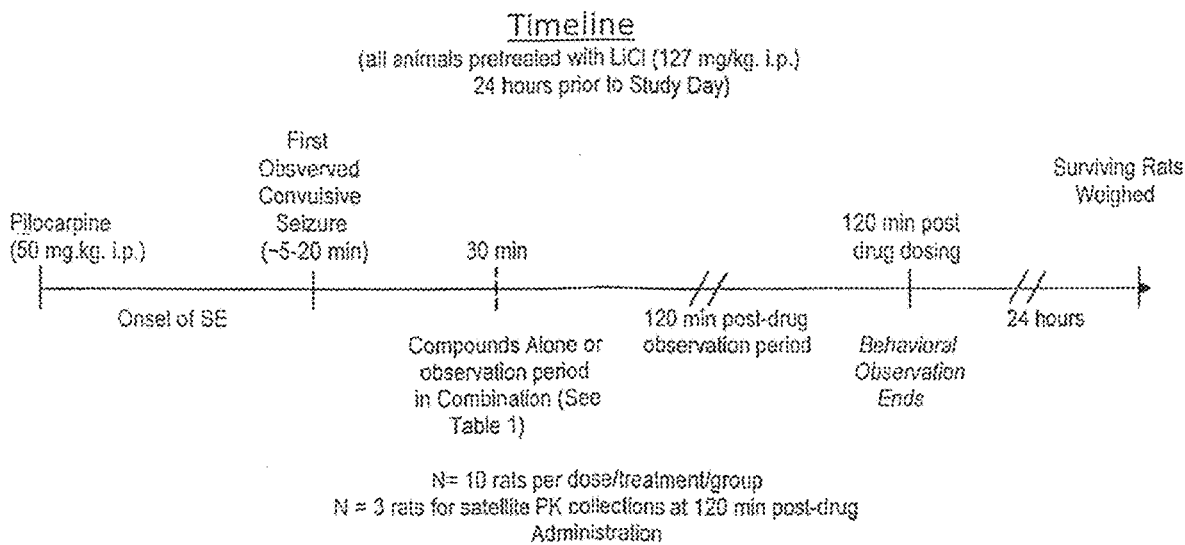 Timeline
(all animals pretreated with LiCl (127 mg/kg. i.p.)
24 hours prior to Study Day)
First
Obsverved
Convulsive
Seizure
(~5-20 min)
Surviving Rats
Weighed
Pilocarpine
(50 mg.kg. i.p.)
30 min
120 min post
drug dosing
Onset of SE
120 min post-drug
observation period
24 hours
Compounds Alone or
observation period
in Combination (See
Table 1)
Behavioral
Observation
Ends
N= 10 rats per dose/treatment/group
N = 3 rats for satellite PK collections at 120 min post-drug
Administration